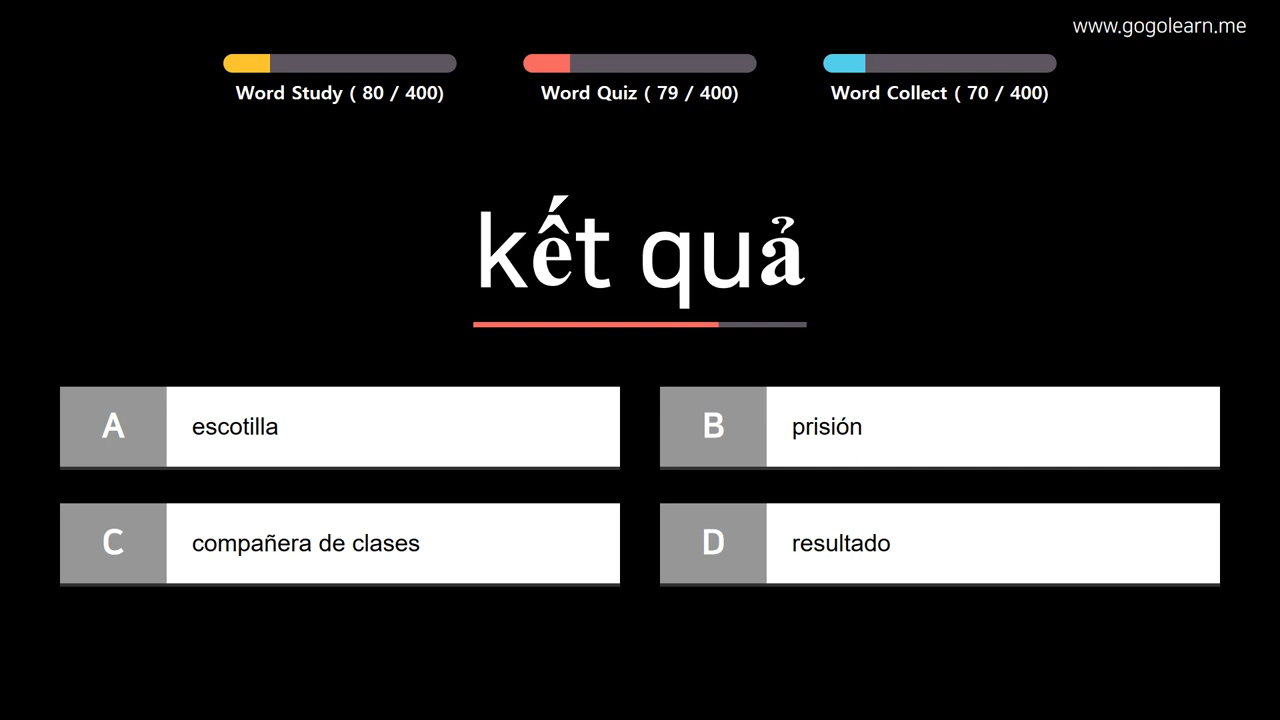 www.gogolearn.me
Word Study ( 80 / 400)
Word Quiz ( 79 / 400)
Word Collect ( 70 / 400)
kết quả
A escotilla
B prisión
C compañera de clases
D resultado